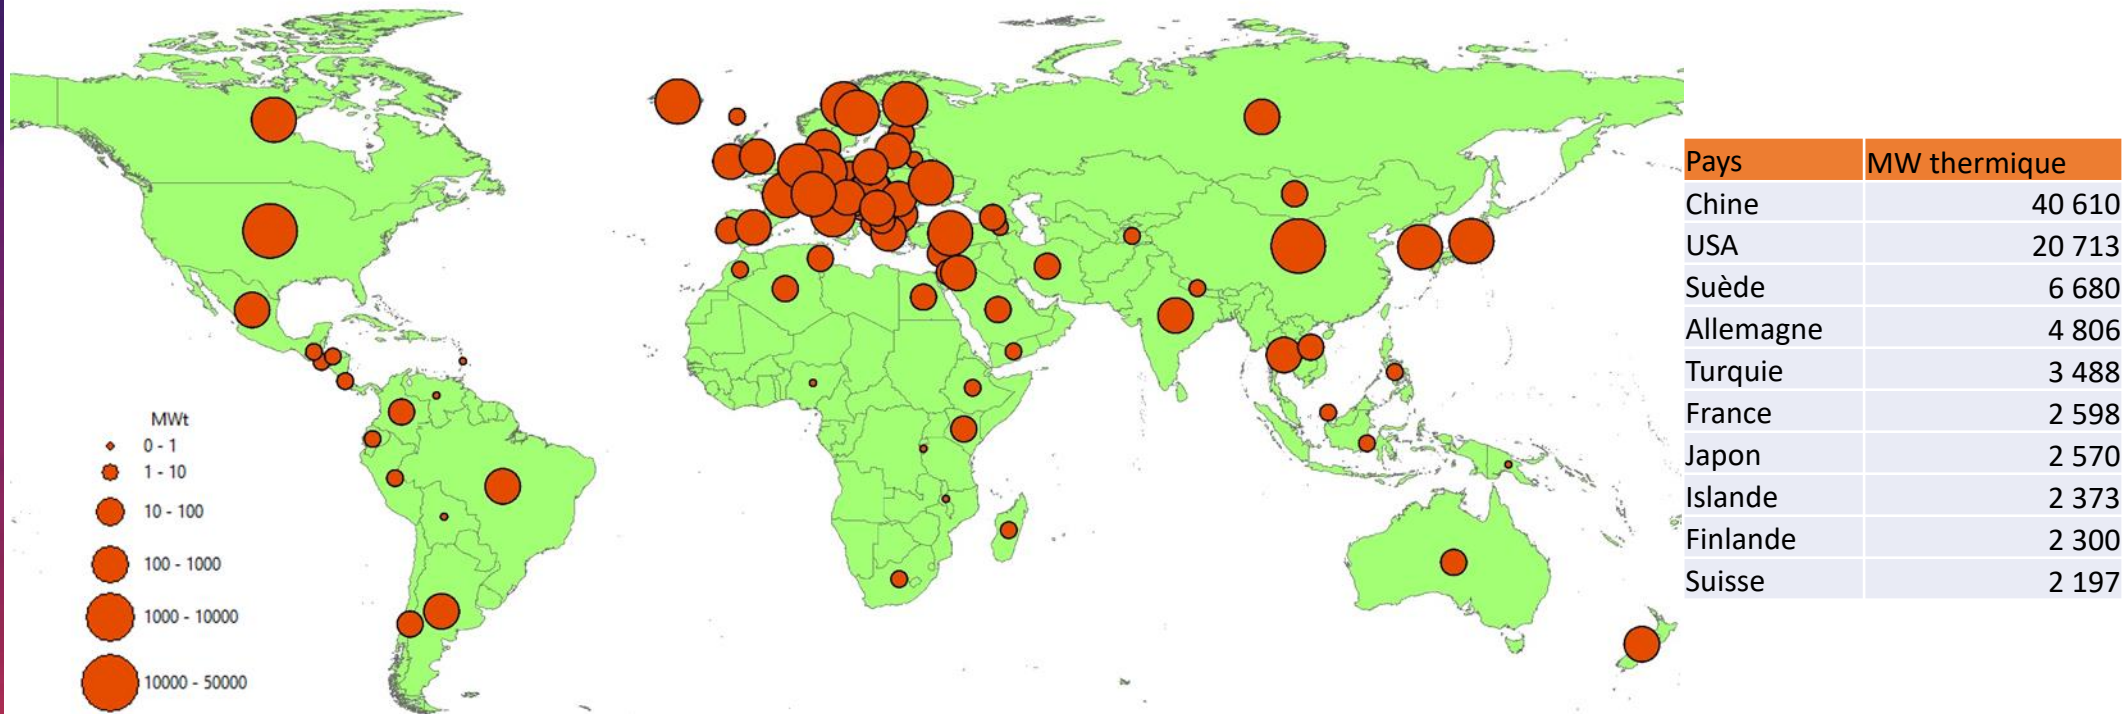 MWt
0 - 1
1 - 10
10 - 100
100 - 1000
1000 - 10000
10000 - 50000
Pays MW thermique
Chine 40 610
USA 20 713
Suède 6 680
Allemagne 4 806
Turquie 3 488
France 2 598
Japon 2 570
Islande 2 373
Finlande 2 300
Suisse 2 197